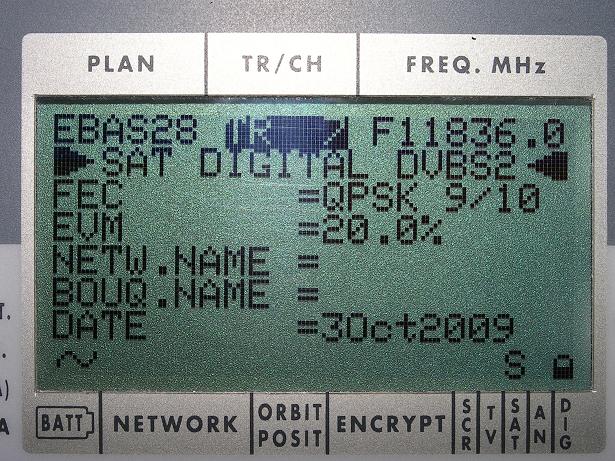 PLAN TR/CH FREQ. MHz
EBAS28 F11836.0
SAT DIGITAL DVBS2
FEC =QPSK 9/10
EVM =20.0%
NETW.NAME =
BOUQ.NAME =
DATE =3Oct2009
~ S
T.
.
A)
A
BATT NETWORK ORBIT POSIT ENCRYPT SCR TV SAT AN DIG